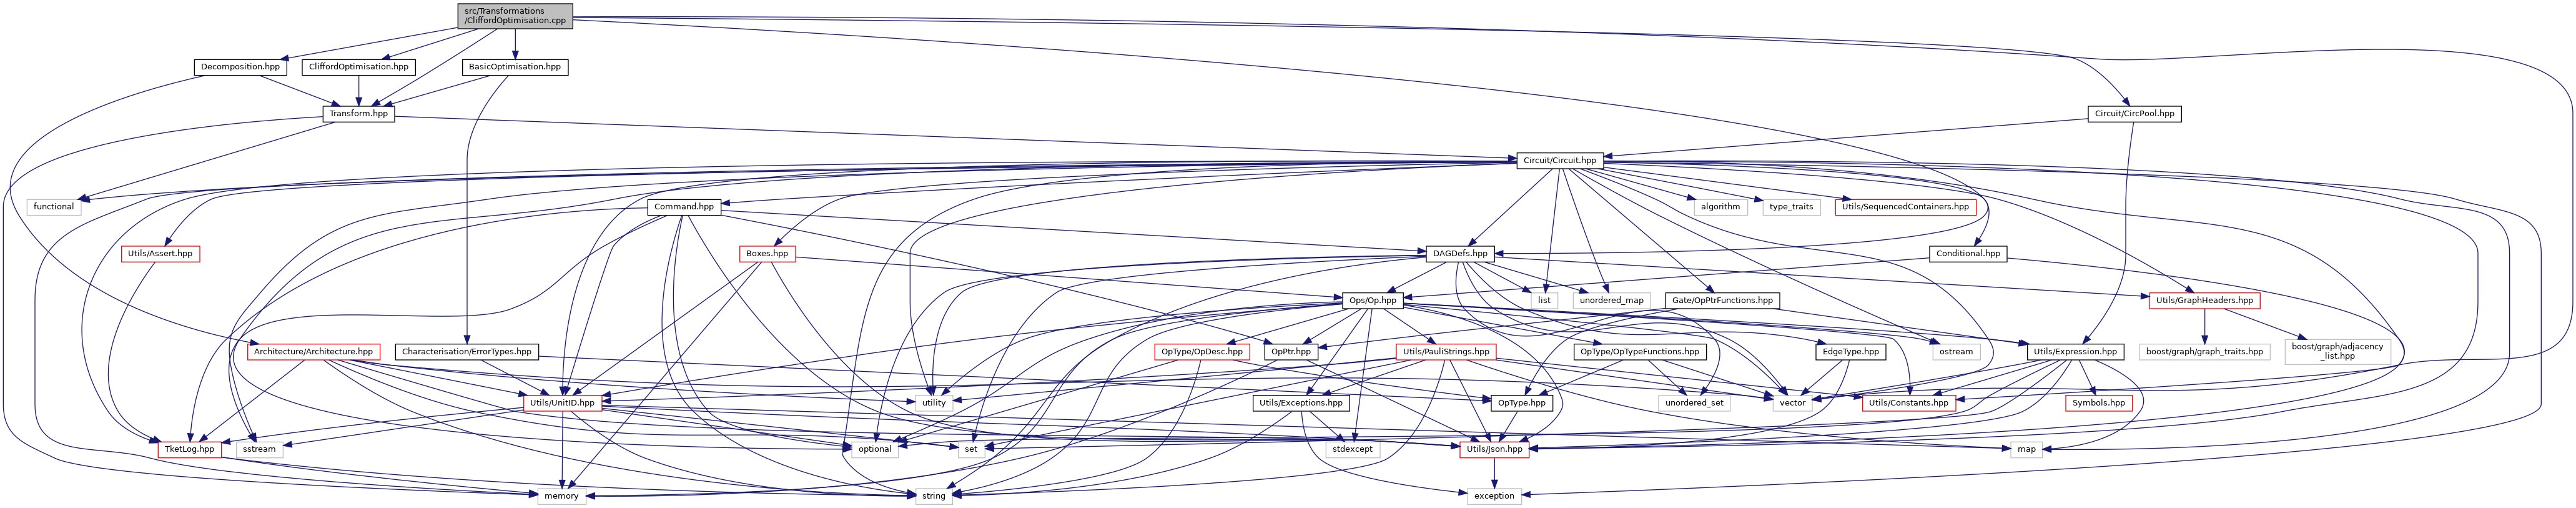 src/Transformations
/CliffordOptimisation.cpp
Decomposition.hpp
CliffordOptimisation.hpp
BasicOptimisation.hpp
Transform.hpp
Circuit/CircPool.hpp
Circuit/Circuit.hpp
functional
Command.hpp
algorithm
type_traits
Utils/SequencedContainers.hpp
Utils/Assert.hpp
Boxes.hpp
DAGDefs.hpp
Conditional.hpp
Ops/Op.hpp
list
unordered_map
Gate/OpPtrFunctions.hpp
Utils/GraphHeaders.hpp
Architecture/Architecture.hpp
Characterisation/ErrorTypes.hpp
OpType/OpDesc.hpp
OpPtr.hpp
Utils/PauliStrings.hpp
OpType/OpTypeFunctions.hpp
EdgeType.hpp
ostream
Utils/Expression.hpp
boost/graph/graph_traits.hpp
boost/graph/adjacency
_list.hpp
Utils/UnitID.hpp
utility
Utils/Exceptions.hpp
OpType.hpp
unordered_set
vector
Utils/Constants.hpp
Symbols.hpp
TketLog.hpp
sstream
optional
set
stdexcept
Utils/Json.hpp
map
memory
string
exception